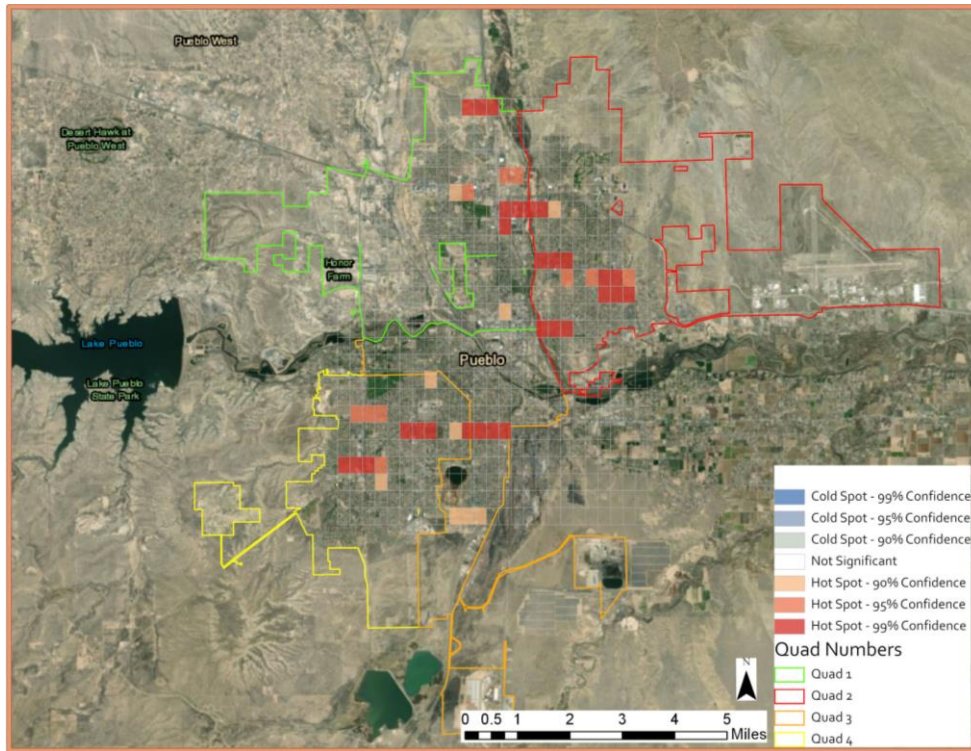 Pueblo West
Desert Hawk at
Pueblo West
Honor
Farm
Lake Pueblo
Pueblo
Lake Pueblo
State Park
Cold Spot - 99% Confidence
Cold Spot - 95% Confidence
Cold Spot - 90% Confidence
Not Significant
Hot Spot - 90% Confidence
Hot Spot - 95% Confidence
Hot Spot - 99% Confidence
Quad Numbers
Quad 1
Quad 2
Quad 3
Quad 4
N
0 0.5 1 2 3 4 5
Miles